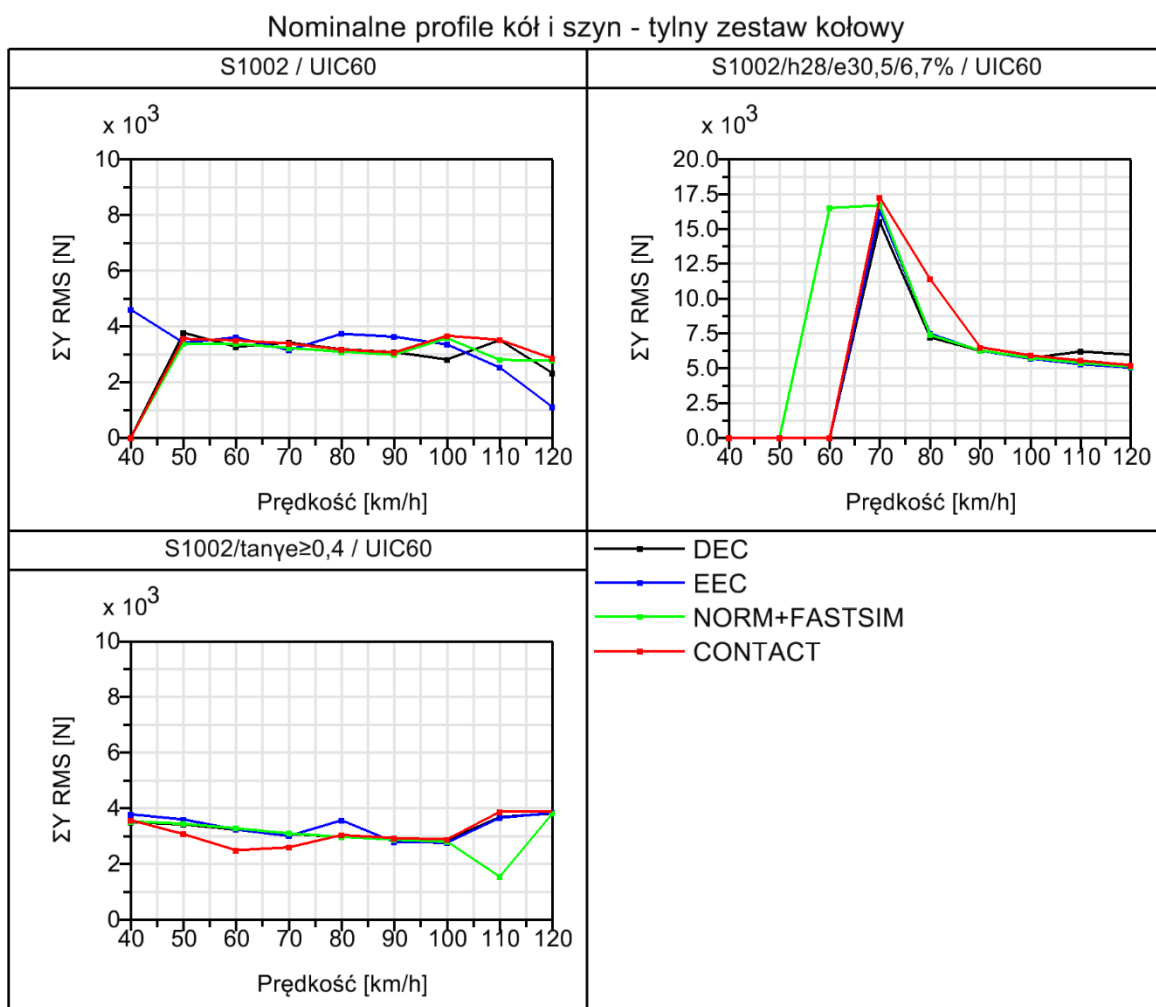 Nominalne profile kół i szyn - tylny zestaw kołowy
S1002 / UIC60
x 10³
10
8
6
4
2
0
ΣY RMS [N]
40 50 60 70 80 90 100 110 120
Prędkość [km/h]
S1002/h28/e30,5/6,7% / UIC60
x 10³
20.0
17.5
15.0
12.5
10.0
7.5
5.0
2.5
0.0
ΣY RMS [N]
40 50 60 70 80 90 100 110 120
Prędkość [km/h]
S1002/tanγe≥0,4 / UIC60
x 10³
10
8
6
4
2
0
ΣY RMS [N]
40 50 60 70 80 90 100 110 120
Prędkość [km/h]
DEC
EEC
NORM+FASTSIM
CONTACT